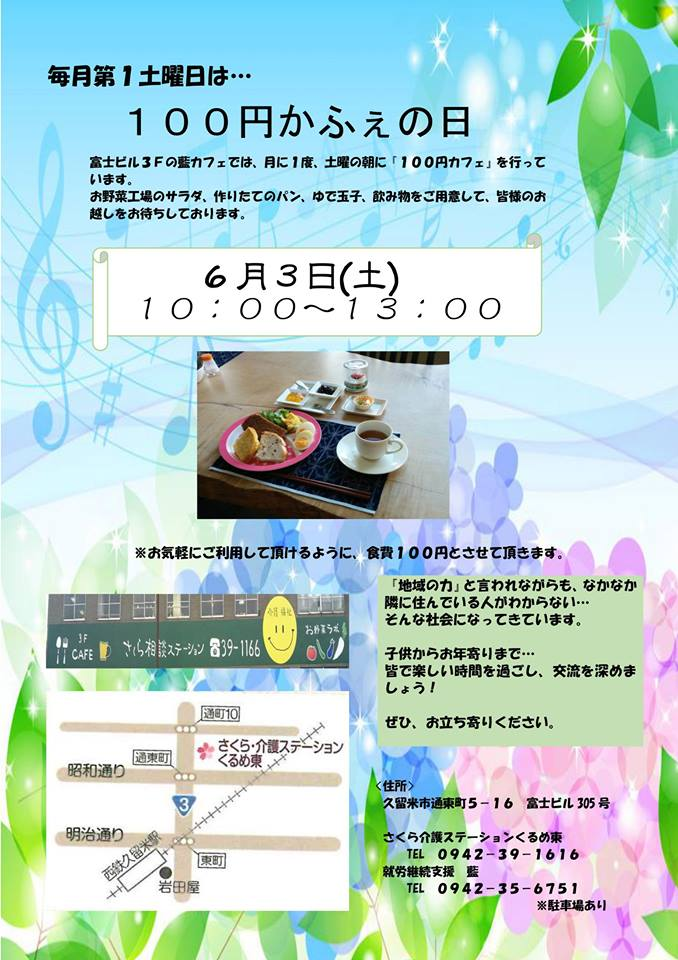 毎月第１土曜日は…
１００円かふぇの日
富士ビル３Ｆの藍カフェでは、月に１度、土曜の朝に「１００円カフェ」を行って
います。
お野菜工場のサラダ、作りたてのパン、ゆで玉子、飲み物をご用意して、皆様のお
越しをお待ちしております。
６月３日(土)
１０：００～１３：００
※お気軽にご利用して頂けるように、食費１００円とさせて頂きます。
3F
CAFE
さくら相談ステーション ☎39-1166
介護 福祉
お野菜工場
「地域の力」と言われながらも、なかなか
隣に住んでいる人がわからない…
そんな社会になってきています。
子供からお年寄りまで…
皆で楽しい時間を過ごし、交流を深めま
しょう！
ぜひ、お立ち寄りください。
通町10
さくら・介護ステーション
くるめ東
通東町
昭和通り
3
明治通り
西鉄久留米駅
東町
岩田屋
<住所>
久留米市通東町５－１６　富士ビル 305 号
さくら介護ステーションくるめ東
TEL　０９４２－３９－１６１６
就労継続支援　藍
TEL　０９４２－３５－６７５１
※駐車場あり